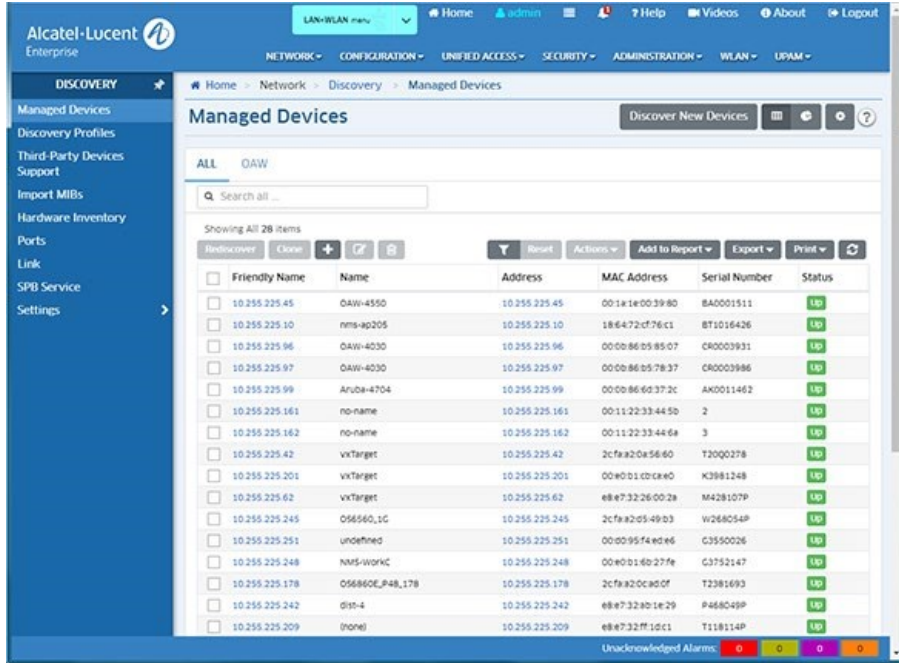 Alcatel·Lucent
Enterprise
LAN+WLAN menu
Home
admin
? Help
Videos
About
Logout
NETWORK
CONFIGURATION
UNIFIED ACCESS
SECURITY
ADMINISTRATION
WLAN
UPAM
DISCOVERY
Managed Devices
Discovery Profiles
Third-Party Devices
Support
Import MIBs
Hardware Inventory
Ports
Link
SPB Service
Settings
Home > Network > Discovery > Managed Devices
Managed Devices
Discover New Devices
?
ALL OAW
Search all ...
Showing All 28 items
Rediscover Clone Reset Actions Add to Report Export Print
Friendly Name Name Address MAC Address Serial Number Status
10.255.225.45 OAW-4550 10.255.225.45 00:1e:1e:00:39:80 BA0001511 Up
10.255.225.10 nms-ap205 10.255.225.10 18:64:72:cf:76:c1 BT1016426 Up
10.255.225.96 OAW-4030 10.255.225.96 00:0b:86:b5:85:07 CR0003931 Up
10.255.225.97 OAW-4030 10.255.225.97 00:0b:86:b5:78:37 CR0003986 Up
10.255.225.99 Aruba-4704 10.255.225.99 00:0b:86:6d:37:2c AK0011462 Up
10.255.225.161 no-name 10.255.225.161 00:11:22:33:44:5b 2 Up
10.255.225.162 no-name 10.255.225.162 00:11:22:33:44:6a 3 Up
10.255.225.42 vxTarget 10.255.225.42 2c:fa:a2:0a:56:60 T20Q0278 Up
10.255.225.201 vxTarget 10.255.225.201 00:e0:b1:cb:ca:e0 K3981248 Up
10.255.225.62 vxTarget 10.255.225.62 e8:e7:32:26:00:2a M428107P Up
10.255.225.245 OS6560_1G 10.255.225.245 2c:fa:a2:d5:49:b3 W268054P Up
10.255.225.251 undefined 10.255.225.251 00:d0:95:f4:ed:e6 G3550026 Up
10.255.225.248 NMS-WorkC 10.255.225.248 00:e0:b1:6b:27:fe G3752147 Up
10.255.225.178 OS6860E_P48_178 10.255.225.178 2c:fa:a2:0c:ad:0f T2381693 Up
10.255.225.242 dist-4 10.255.225.242 e8:e7:32:ab:1e:29 P468049P Up
10.255.225.209 (none) 10.255.225.209 e8:e7:32:ff:1d:c1 T118114P Up
Unacknowledged Alarms: 0 0 0 0